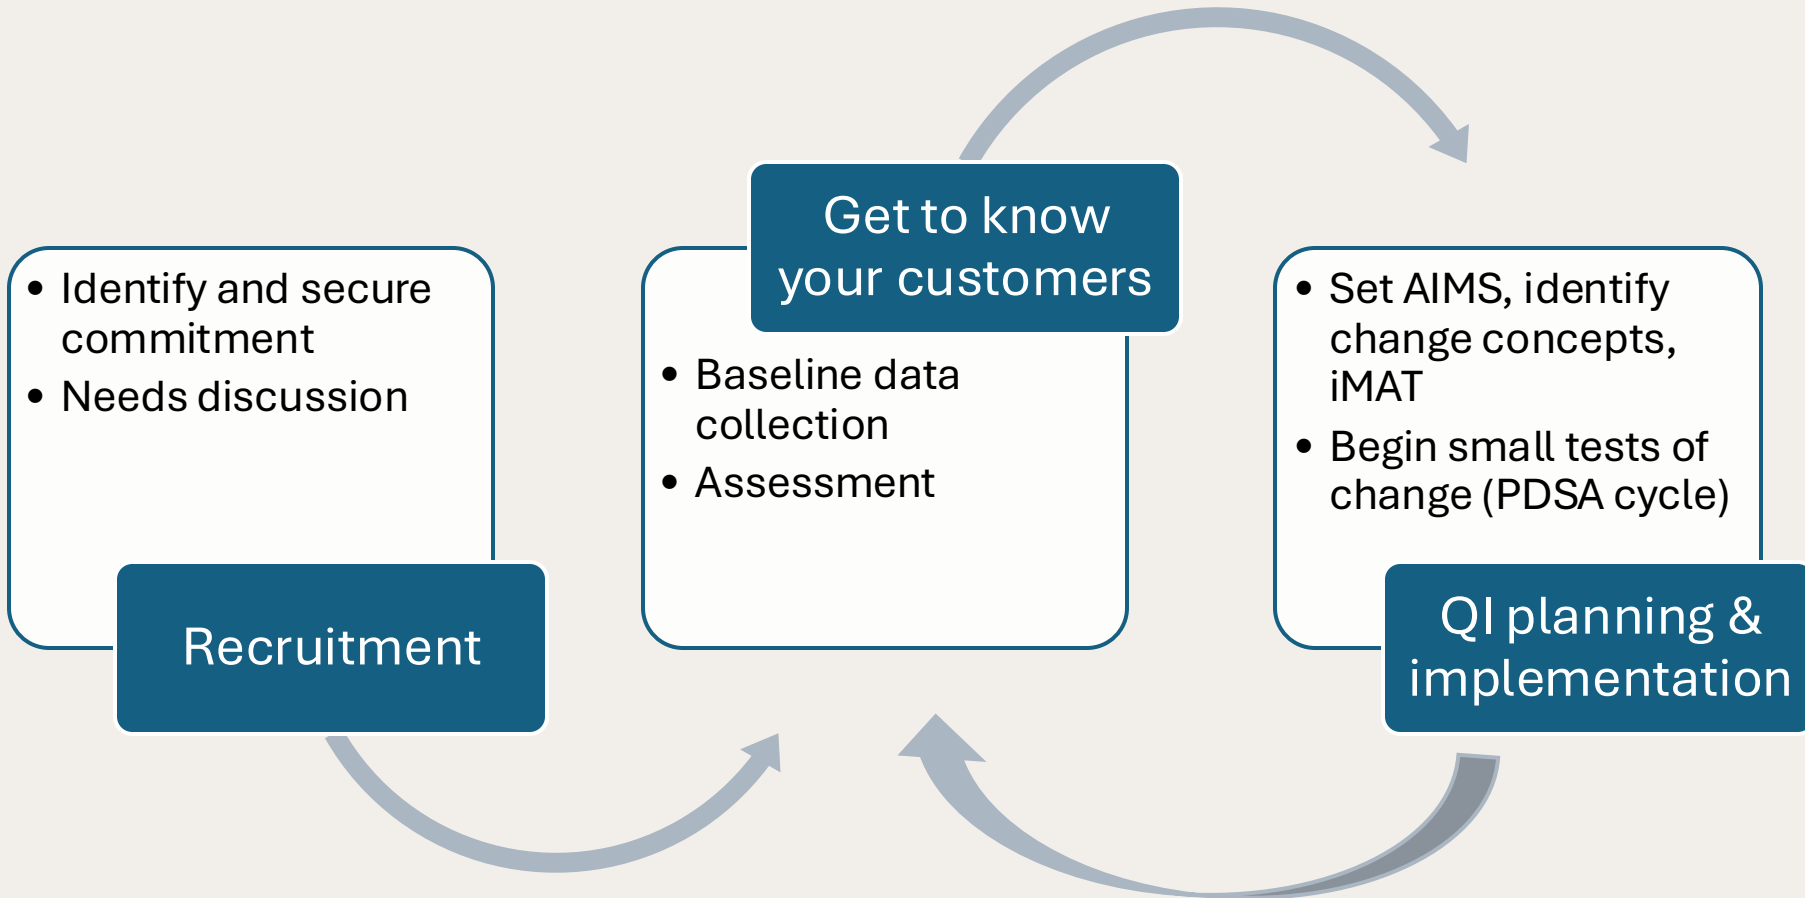 • Identify and secure
commitment
• Needs discussion
Recruitment
Get to know
your customers
• Baseline data
collection
• Assessment
• Set AIMS, identify
change concepts,
iMAT
• Begin small tests of
change (PDSA cycle)
QI planning &
implementation